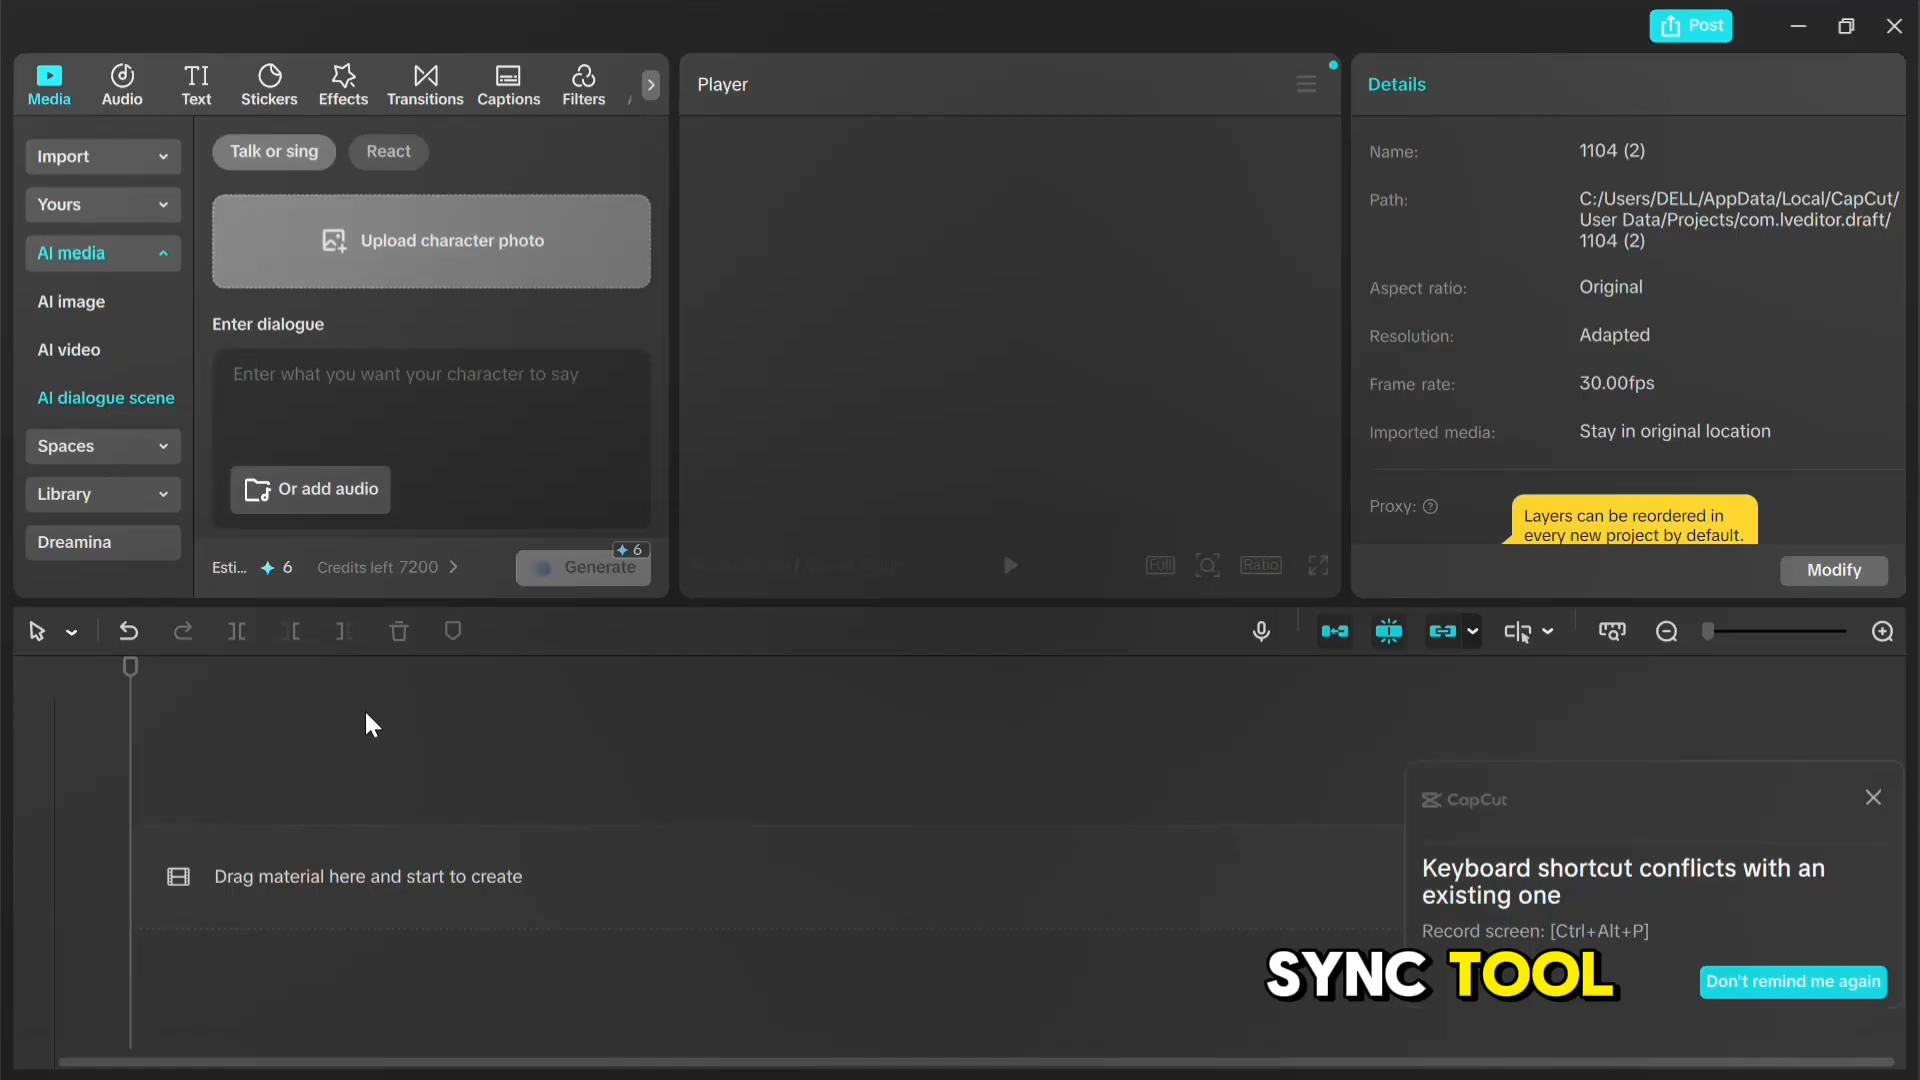 Post
Media
Audio
Text
Stickers
Effects
Transitions
Captions
Filters
Import
Yours
AI media
AI image
AI video
AI dialogue scene
Spaces
Library
Dreamina
Talk or sing
React
Upload character photo
Enter dialogue
Enter what you want your character to say
Or add audio
Esti... 6
Credits left 7200
6
Generate
Player
Full
Ratio
Details
Name: 1104 (2)
Path: C:/Users/DELL/AppData/Local/CapCut/
User Data/Projects/com.lveditor.draft/
1104 (2)
Aspect ratio: Original
Resolution: Adapted
Frame rate: 30.00fps
Imported media: Stay in original location
Proxy:
Layers can be reordered in
every new project by default.
Modify
Drag material here and start to create
CapCut
Keyboard shortcut conflicts with an
existing one
Record screen: [Ctrl+Alt+P]
Don't remind me again
SYNC TOOL